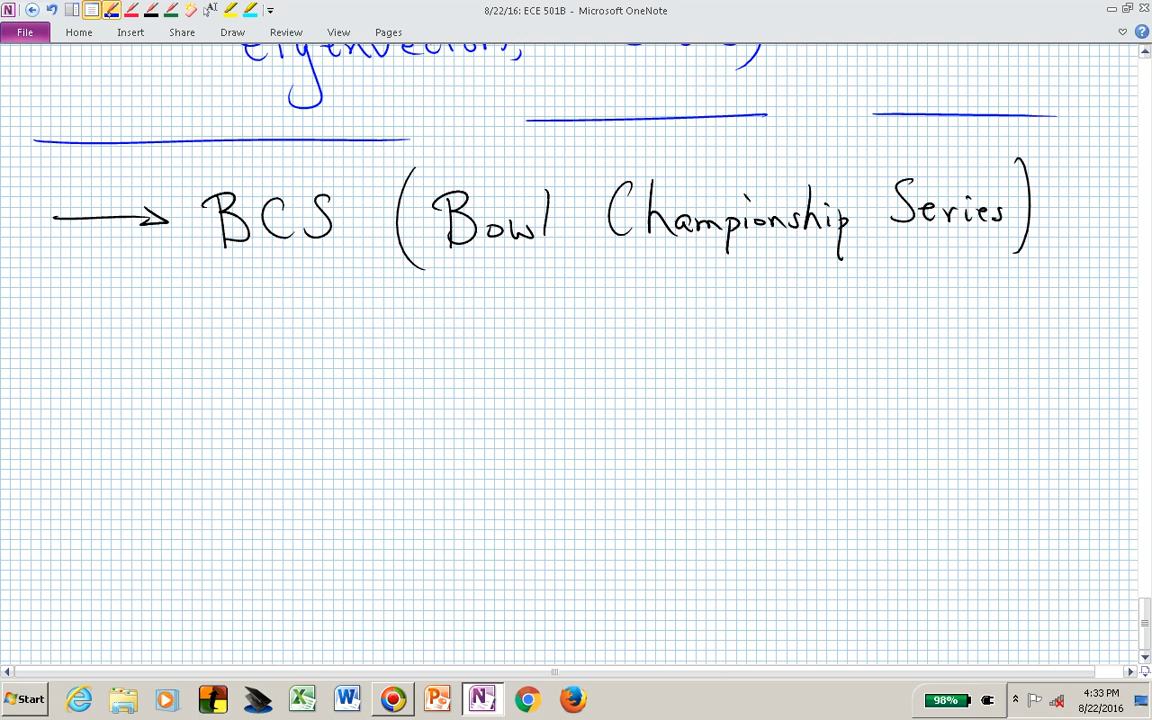 8/22/16: ECE 501B - Microsoft OneNote
File Home Insert Share Draw Review View Pages
eigenvectors,
BCS (Bowl Championship Series)
Start
98%
4:33 PM
8/22/2016